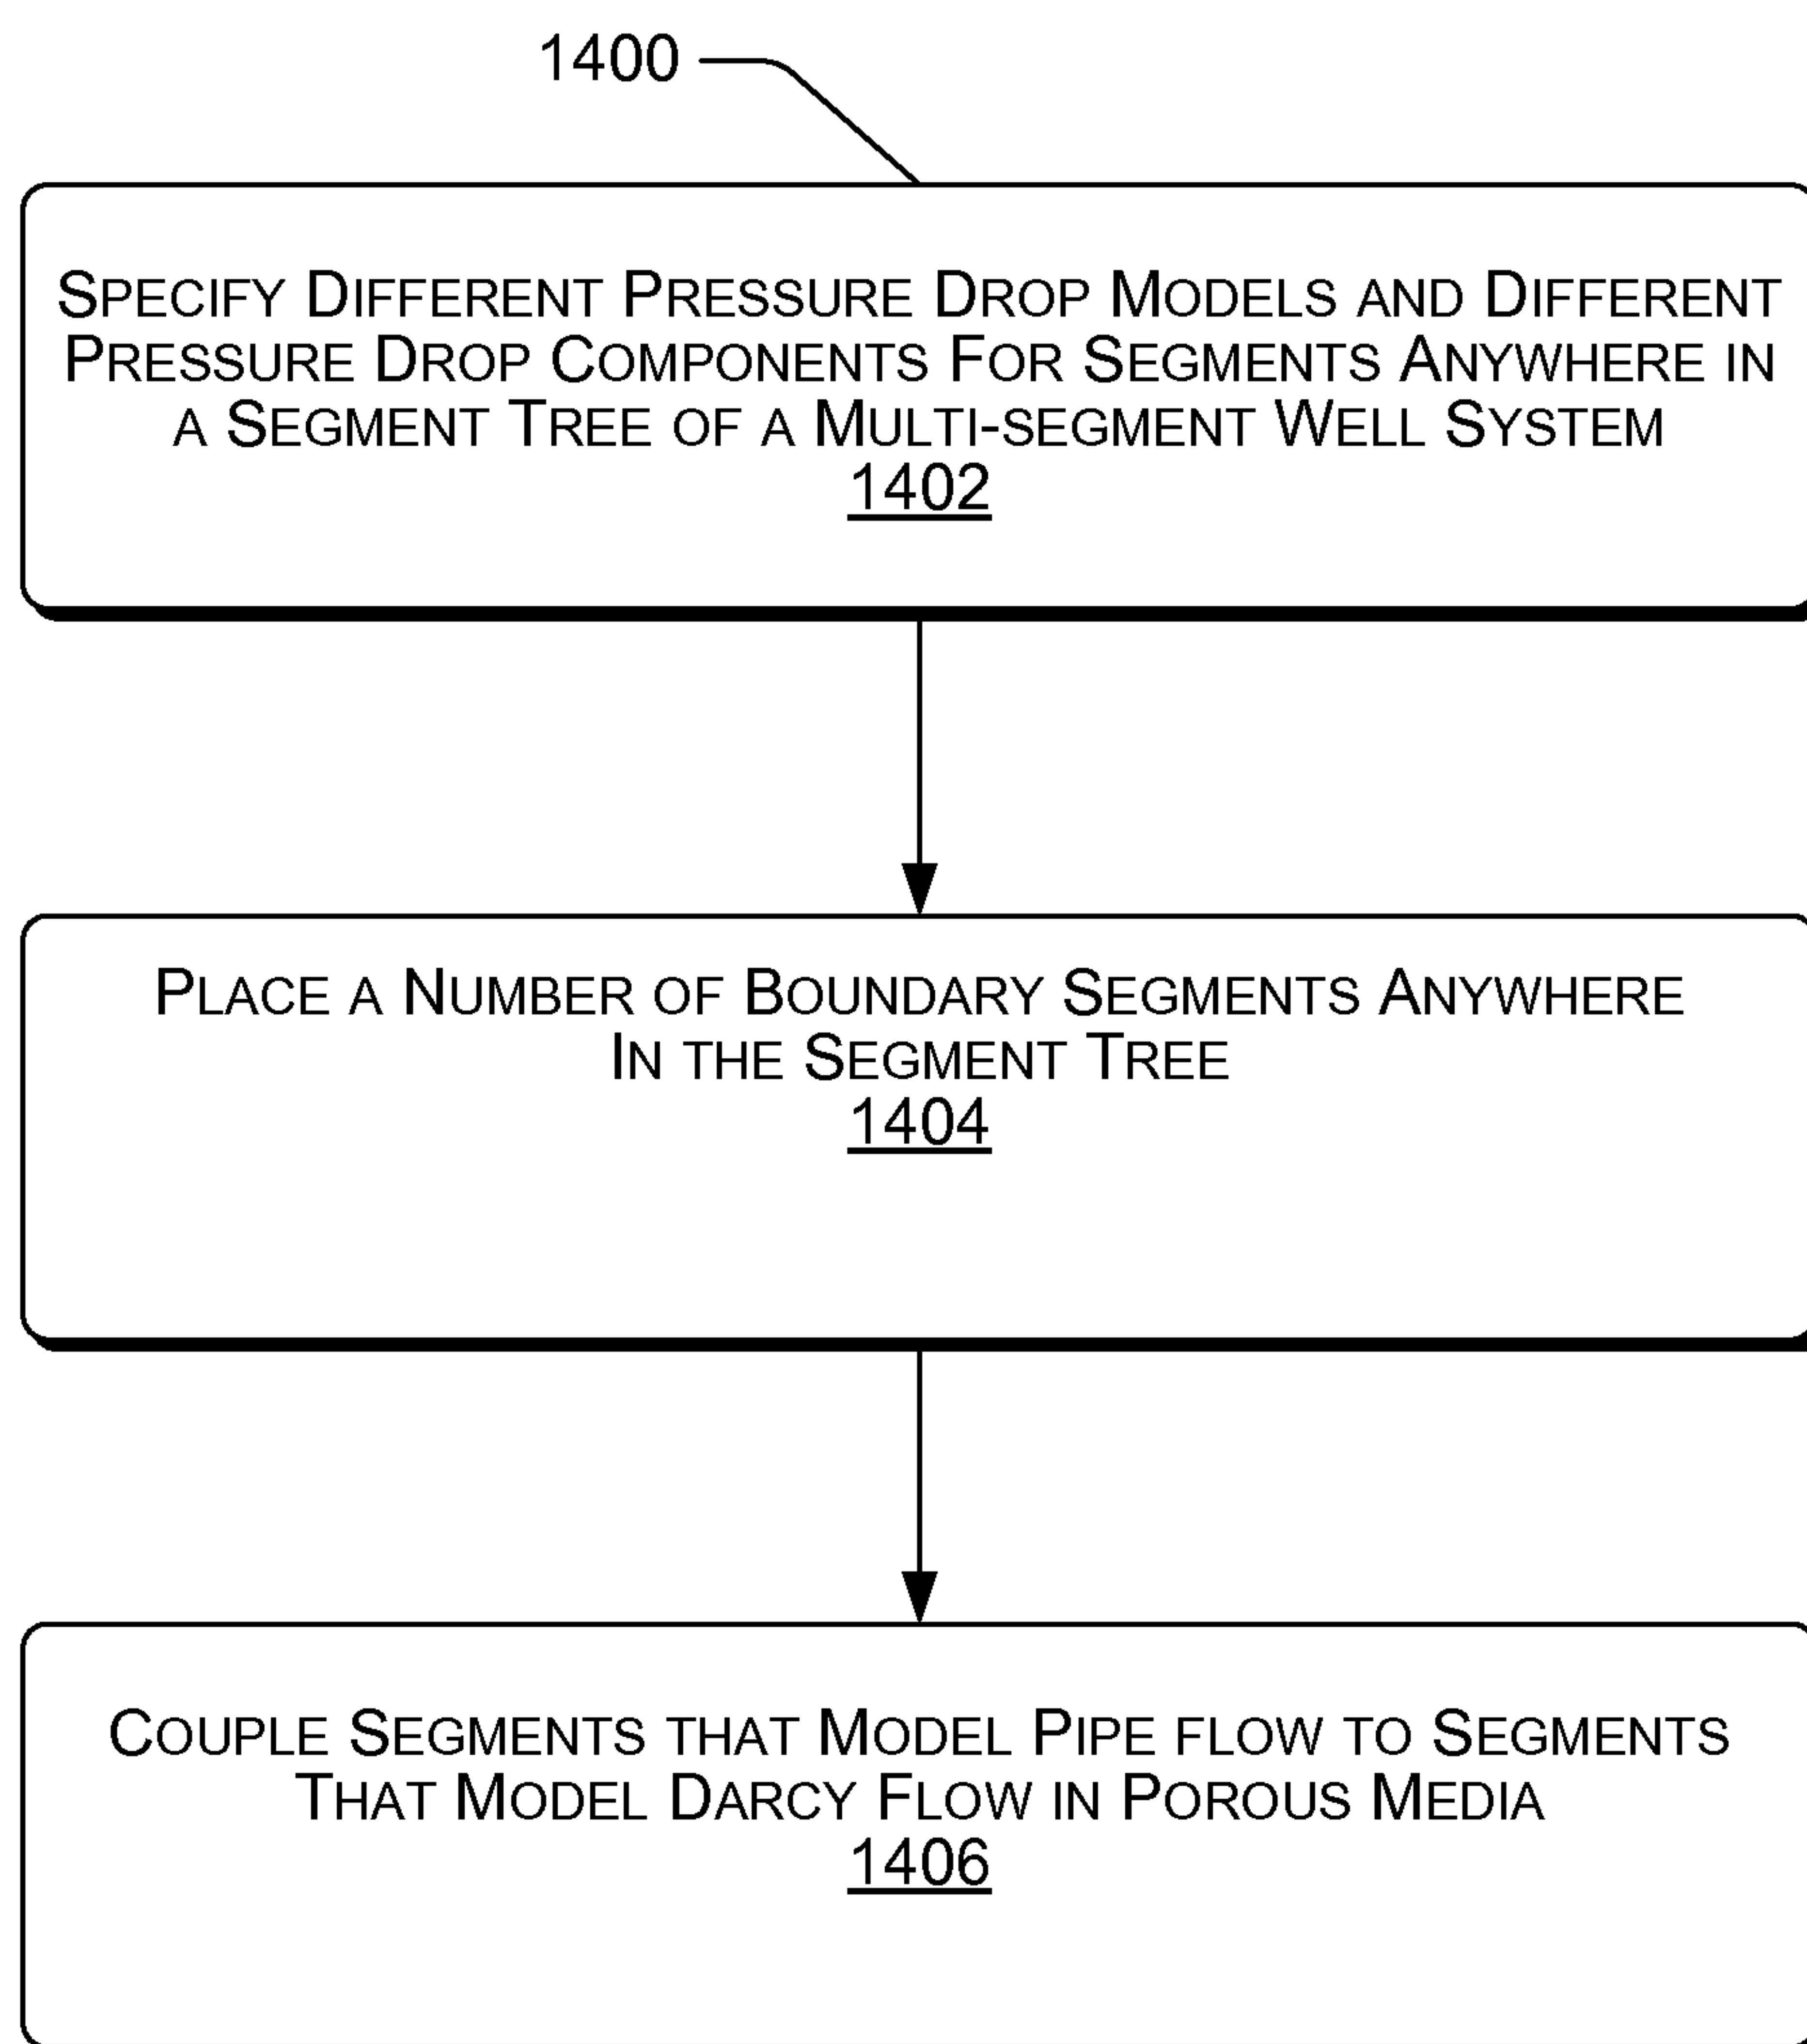 1400
Specify Different Pressure Drop Models and Different
Pressure Drop Components For Segments Anywhere in
a Segment Tree of a Multi-segment Well System
1402
Place a Number of Boundary Segments Anywhere
In the Segment Tree
1404
Couple Segments that Model Pipe flow to Segments
That Model Darcy Flow in Porous Media
1406